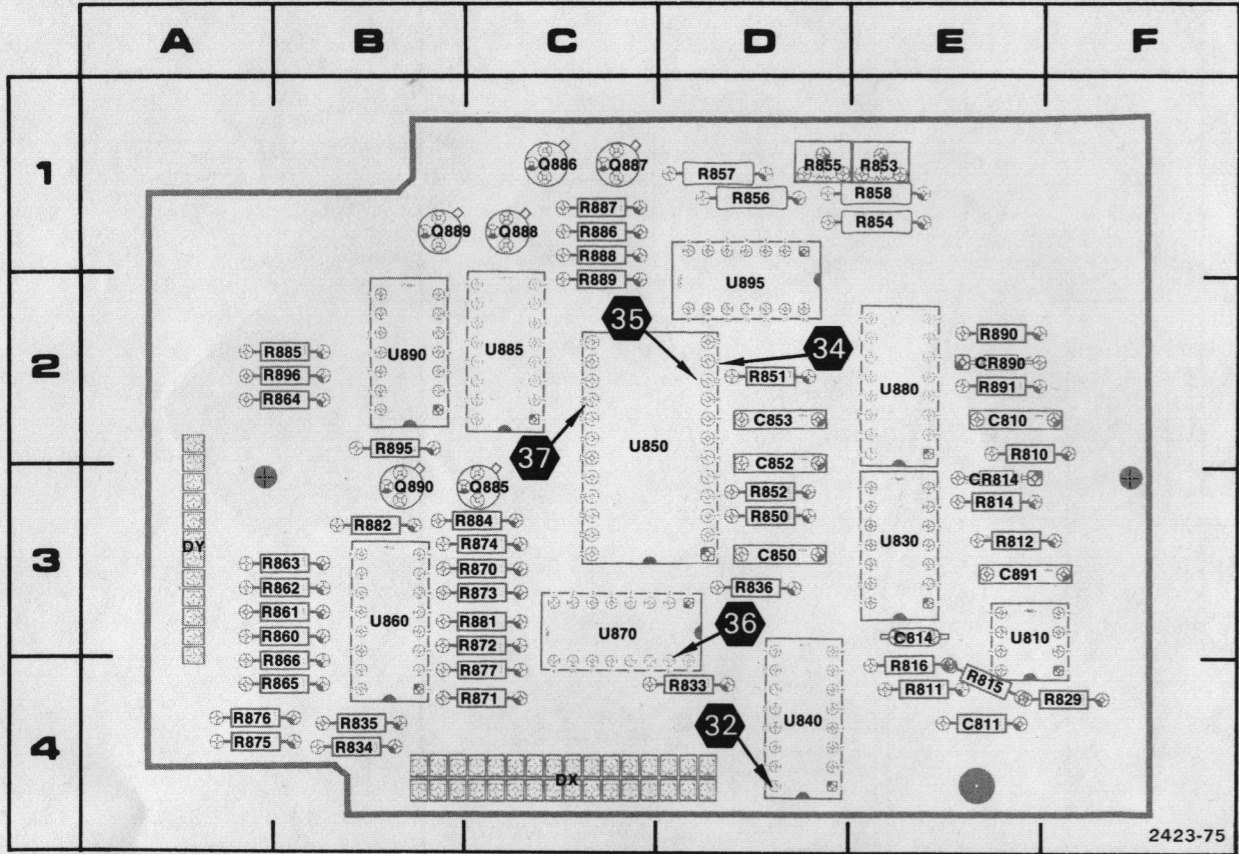 A B C D E F
1
Q886 Q887 R857 R855 R853
R856 R858
R887
Q889 Q888 R886 R854
R888
R889 U895
2
35 34
R890
R885 U890 U885 CR890
R896 R851 U880 R891
R864
C853 C810
37 U850
R895 R810
C852
3
Q890 Q885 CR814
R852 R814
R882 R884 R850
DY R874 U830 R812
R863 R870 C850
C891
R862 R873 R836
R861 U860 R881 36
R860 U870 C814 U810
R872
R866 R877 R816
R865 R833 R811 R815
R871 R829
4
R876 R835 32 U840 C811
R875 R834
DX
2423-75